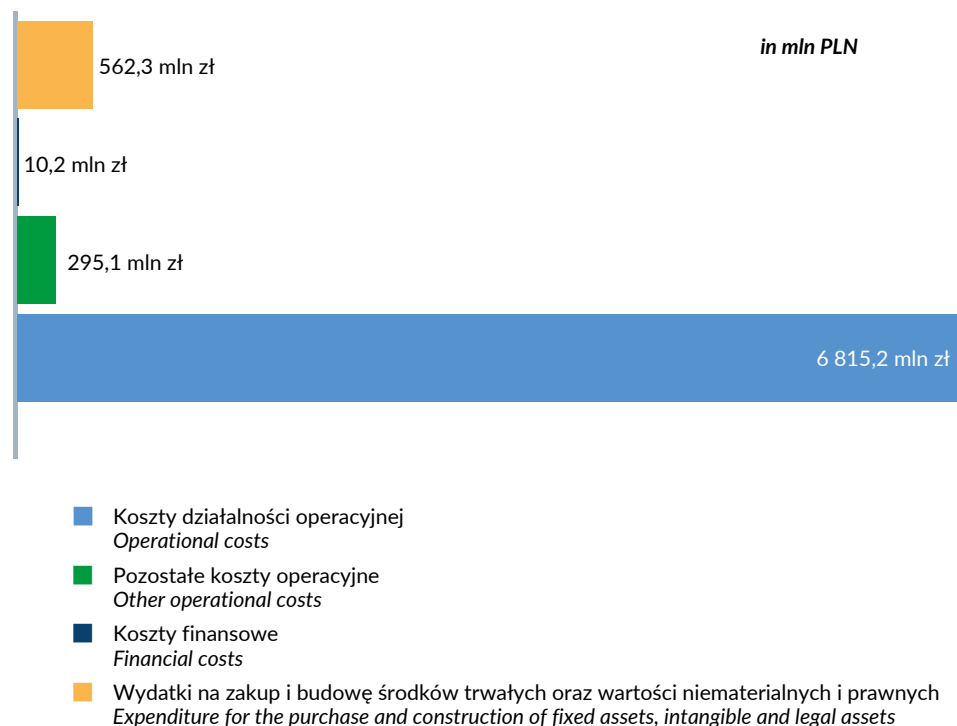 in mln PLN
562,3 mln zł
10,2 mln zł
295,1 mln zł
6 815,2 mln zł
Koszty działalności operacyjnej
Operational costs
Pozostałe koszty operacyjne
Other operational costs
Koszty finansowe
Financial costs
Wydatki na zakup i budowę środków trwałych oraz wartości niematerialnych i prawnych
Expenditure for the purchase and construction of fixed assets, intangible and legal assets